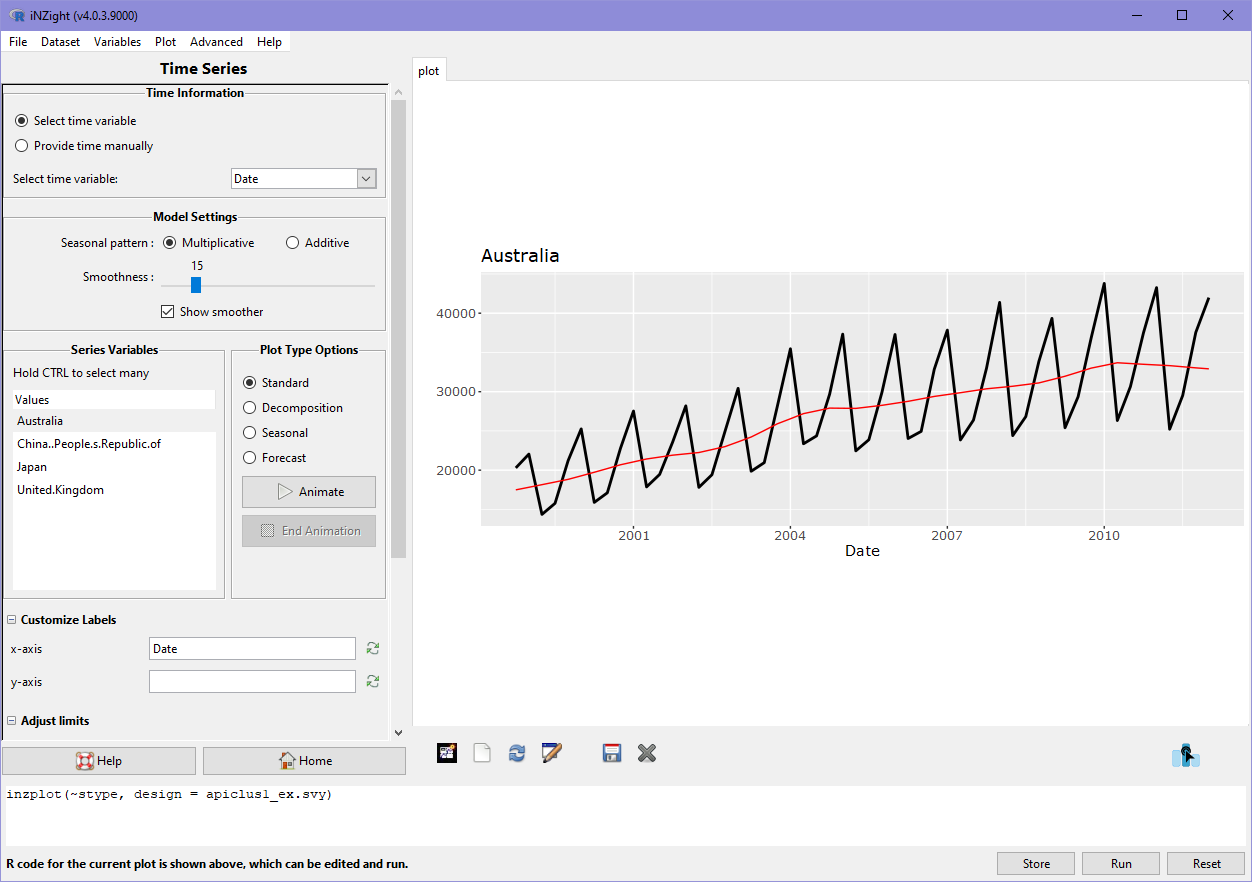 iNZight (v4.0.3.9000)
File Dataset Variables Plot Advanced Help
Time Series
Time Information
Select time variable
Provide time manually
Select time variable: Date
Model Settings
Seasonal pattern : Multiplicative Additive
15
Smoothness :
Show smoother
Series Variables
Hold CTRL to select many
Values
Australia
China..People.s.Republic.of
Japan
United.Kingdom
Plot Type Options
Standard
Decomposition
Seasonal
Forecast
Animate
End Animation
Customize Labels
x-axis Date
y-axis
Adjust limits
Help Home
plot
Australia
40000
30000
20000
2001 2004 2007 2010
Date
inzplot(~stype, design = apiclus1_ex.svy)
R code for the current plot is shown above, which can be edited and run.
Store Run Reset